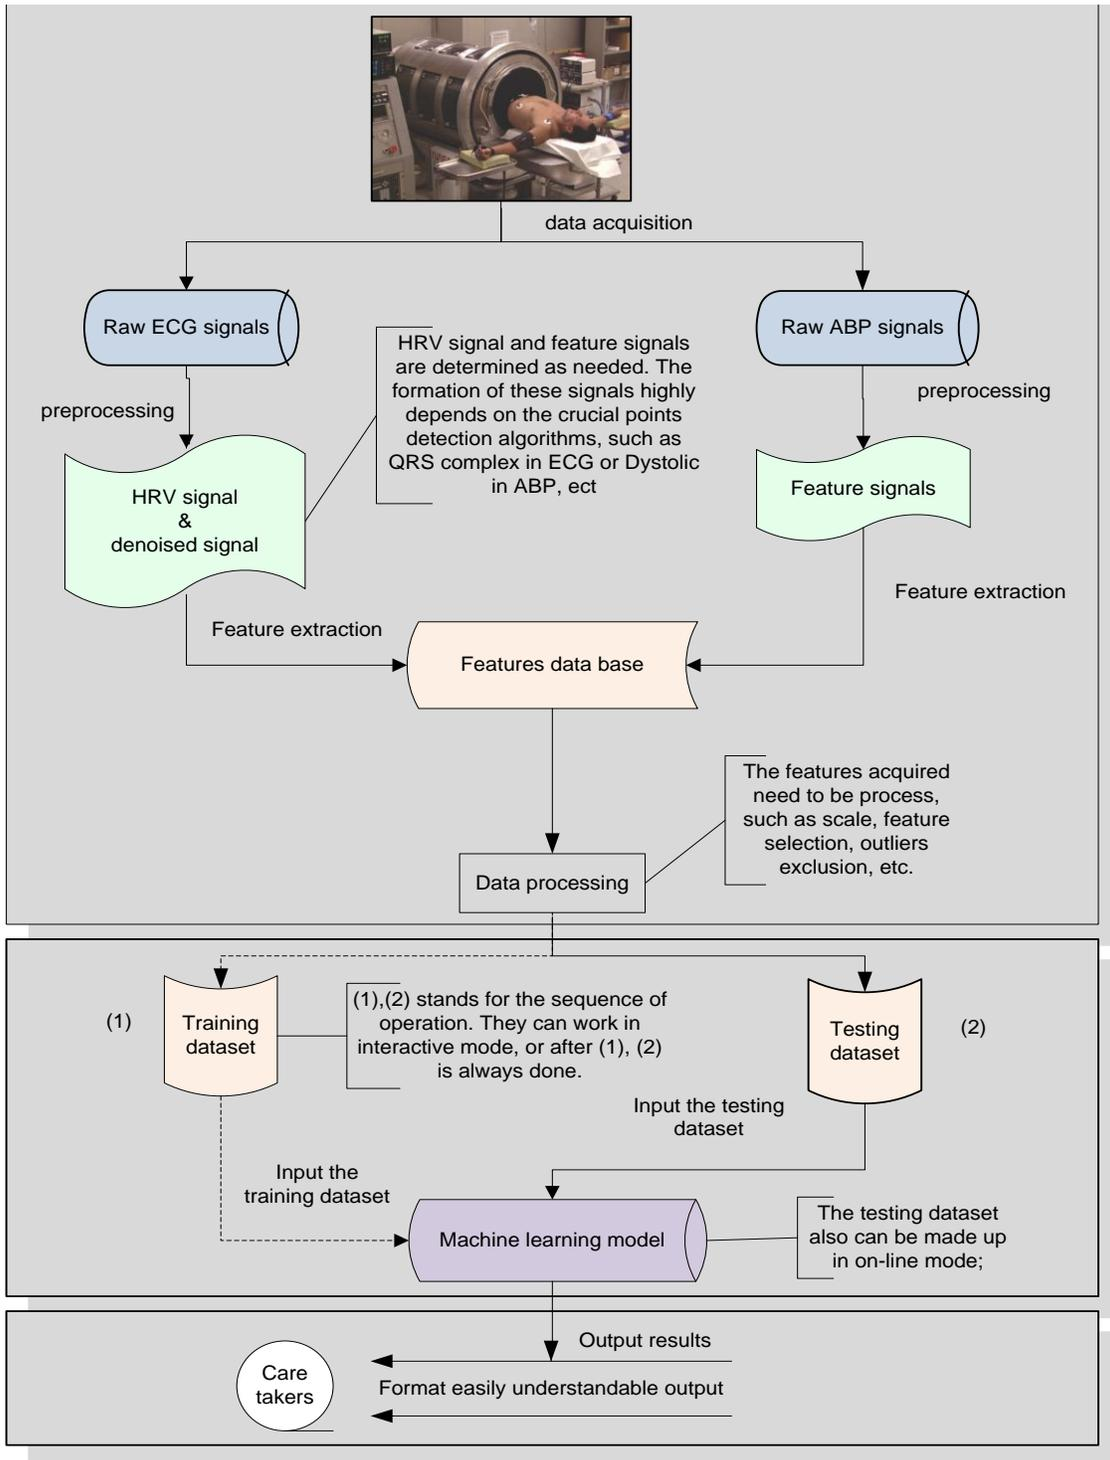 data acquisition
Raw ECG signals
Raw ABP signals
HRV signal and feature signals
are determined as needed. The
formation of these signals highly
depends on the crucial points
detection algorithms, such as
QRS complex in ECG or Dystolic
in ABP, ect
preprocessing
preprocessing
HRV signal
&
denoised signal
Feature signals
Feature extraction
Feature extraction
Features data base
The features acquired
need to be process,
such as scale, feature
selection, outliers
exclusion, etc.
Data processing
(1)
Training
dataset
(1),(2) stands for the sequence of
operation. They can work in
interactive mode, or after (1), (2)
is always done.
Testing
dataset
(2)
Input the testing
dataset
Input the
training dataset
Machine learning model
The testing dataset
also can be made up
in on-line mode;
Output results
Care
takers
Format easily understandable output